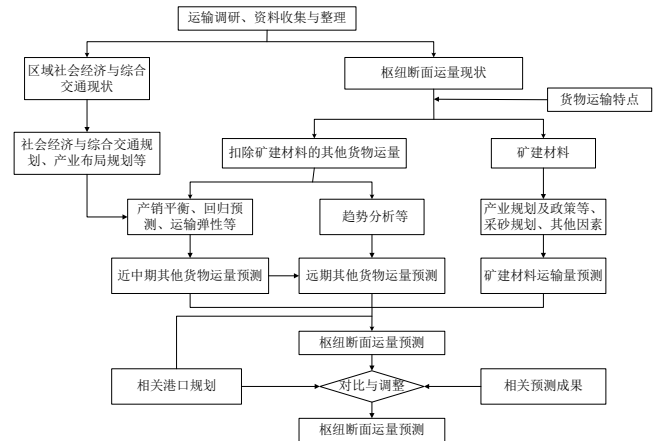 运输调研、资料收集与整理
区域社会经济与综合
交通现状
枢纽断面运量现状
货物运输特点
社会经济与综合交通规
划、产业布局规划等
扣除矿建材料的其他货物运量
矿建材料
产销平衡、回归预
测、运输弹性等
趋势分析等
产业规划及政策等、
采砂规划、其他因素
近中期其他货物运量预测
远期其他货物运量预测
矿建材料运输量预测
枢纽断面运量预测
相关港口规划
对比与调整
相关预测成果
枢纽断面运量预测